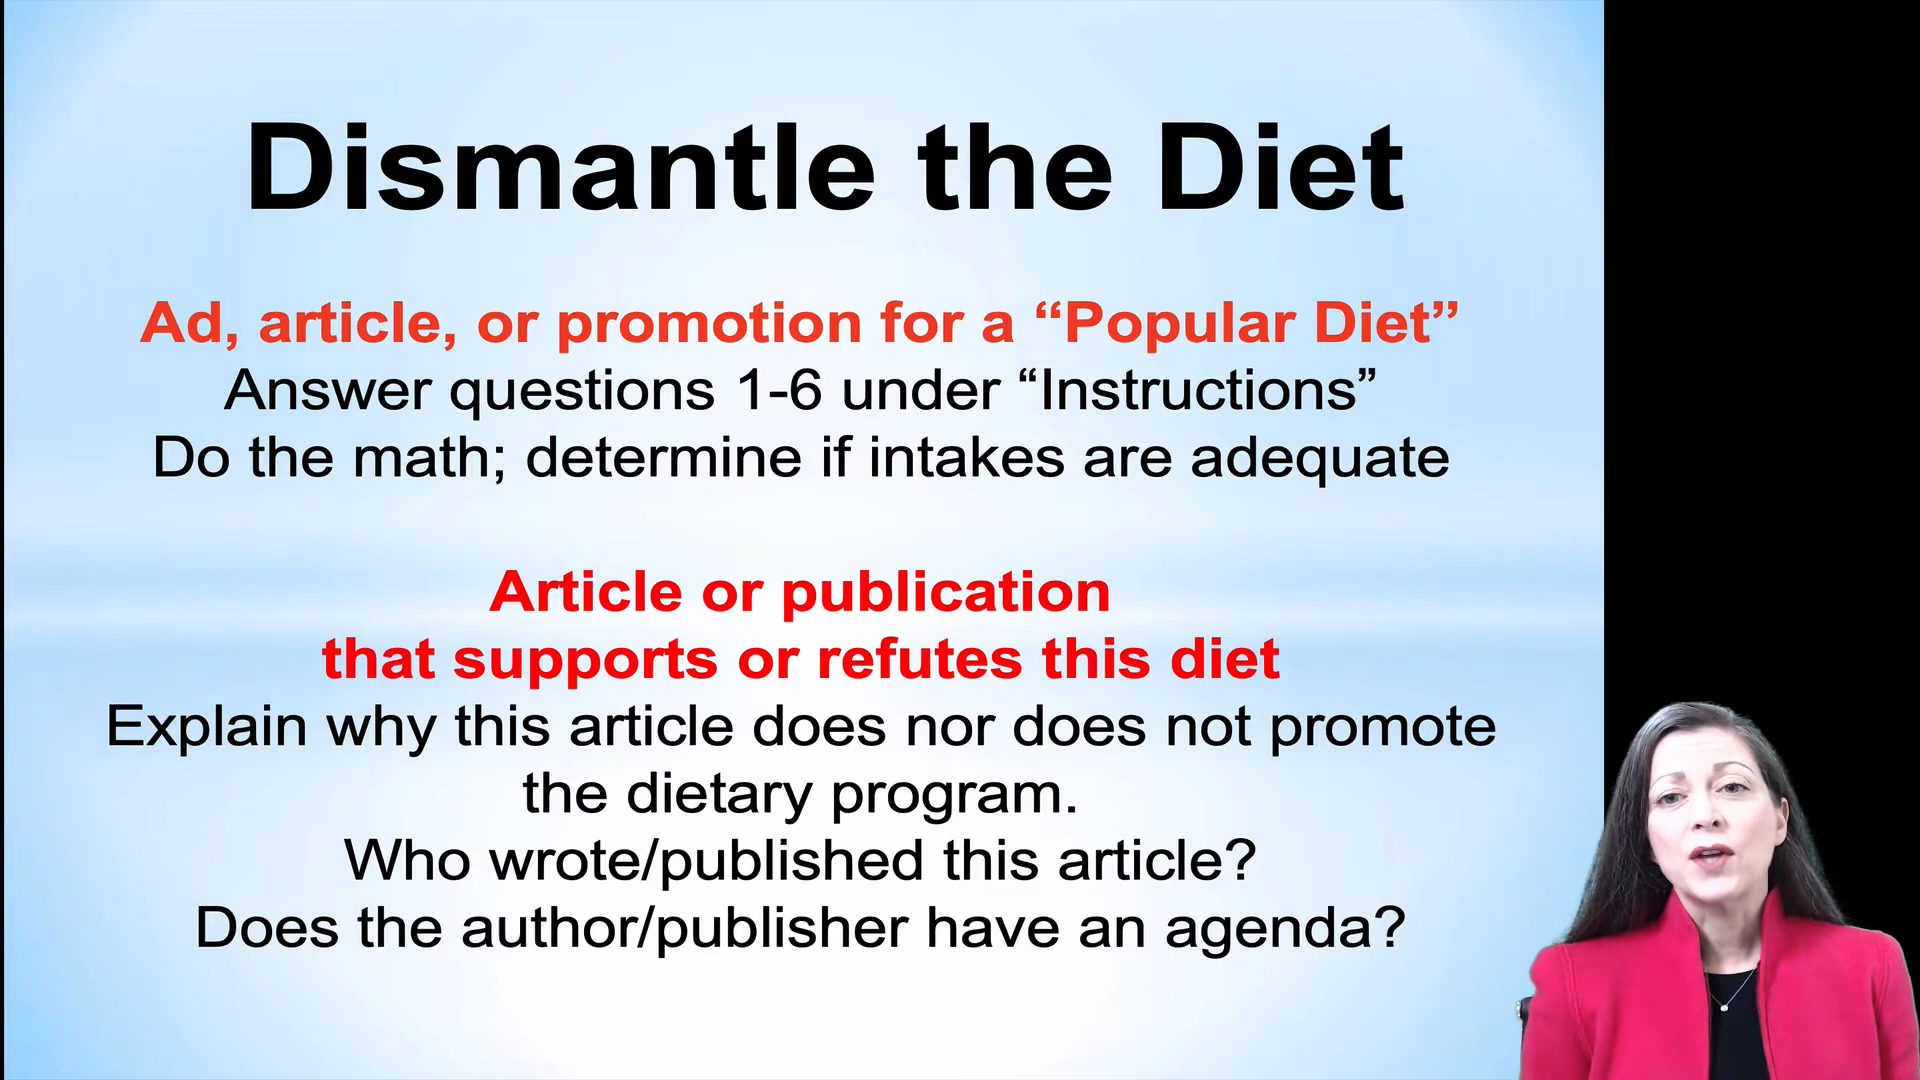 Dismantle the Diet
Ad, article, or promotion for a “Popular Diet”
Answer questions 1-6 under “Instructions”
Do the math; determine if intakes are adequate
Article or publication
that supports or refutes this diet
Explain why this article does nor does not promote
the dietary program.
Who wrote/published this article?
Does the author/publisher have an agenda?